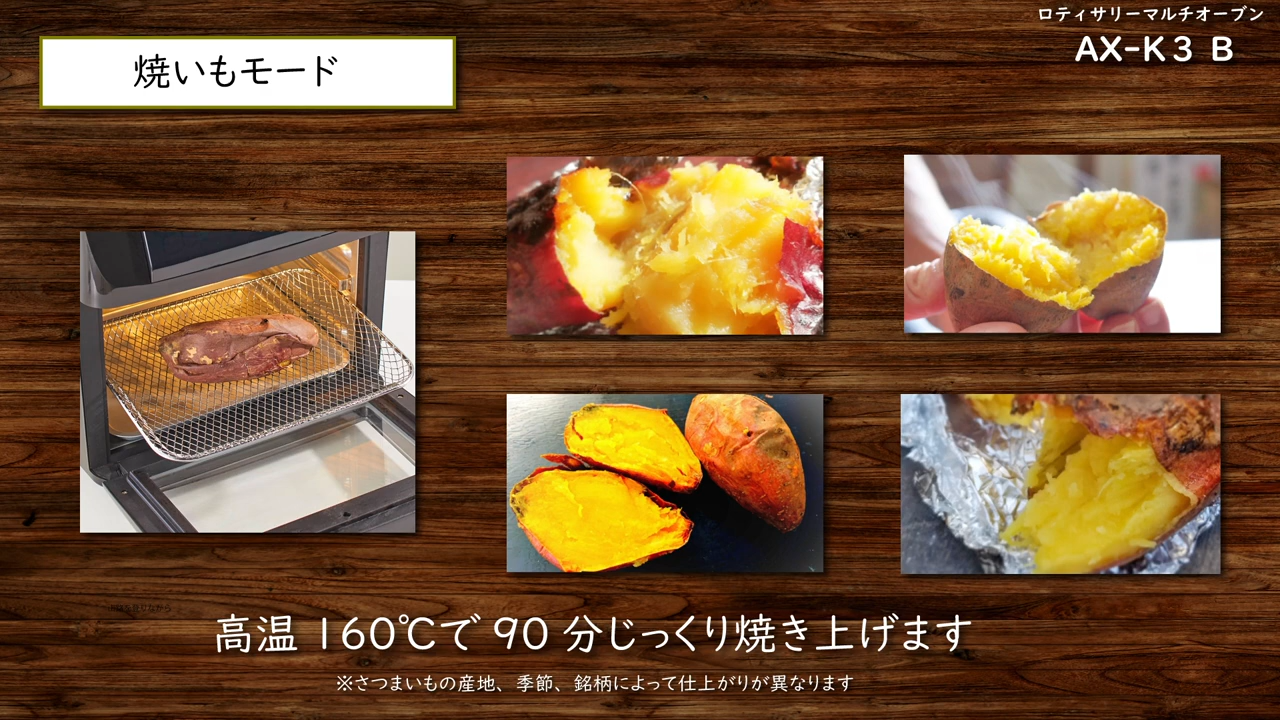 ロティサリーマルチオーブン
AX-K3 B
焼いもモード
高温 160℃で 90 分じっくり焼き上げます
※さつまいもの産地、季節、銘柄によって仕上がりが異なります